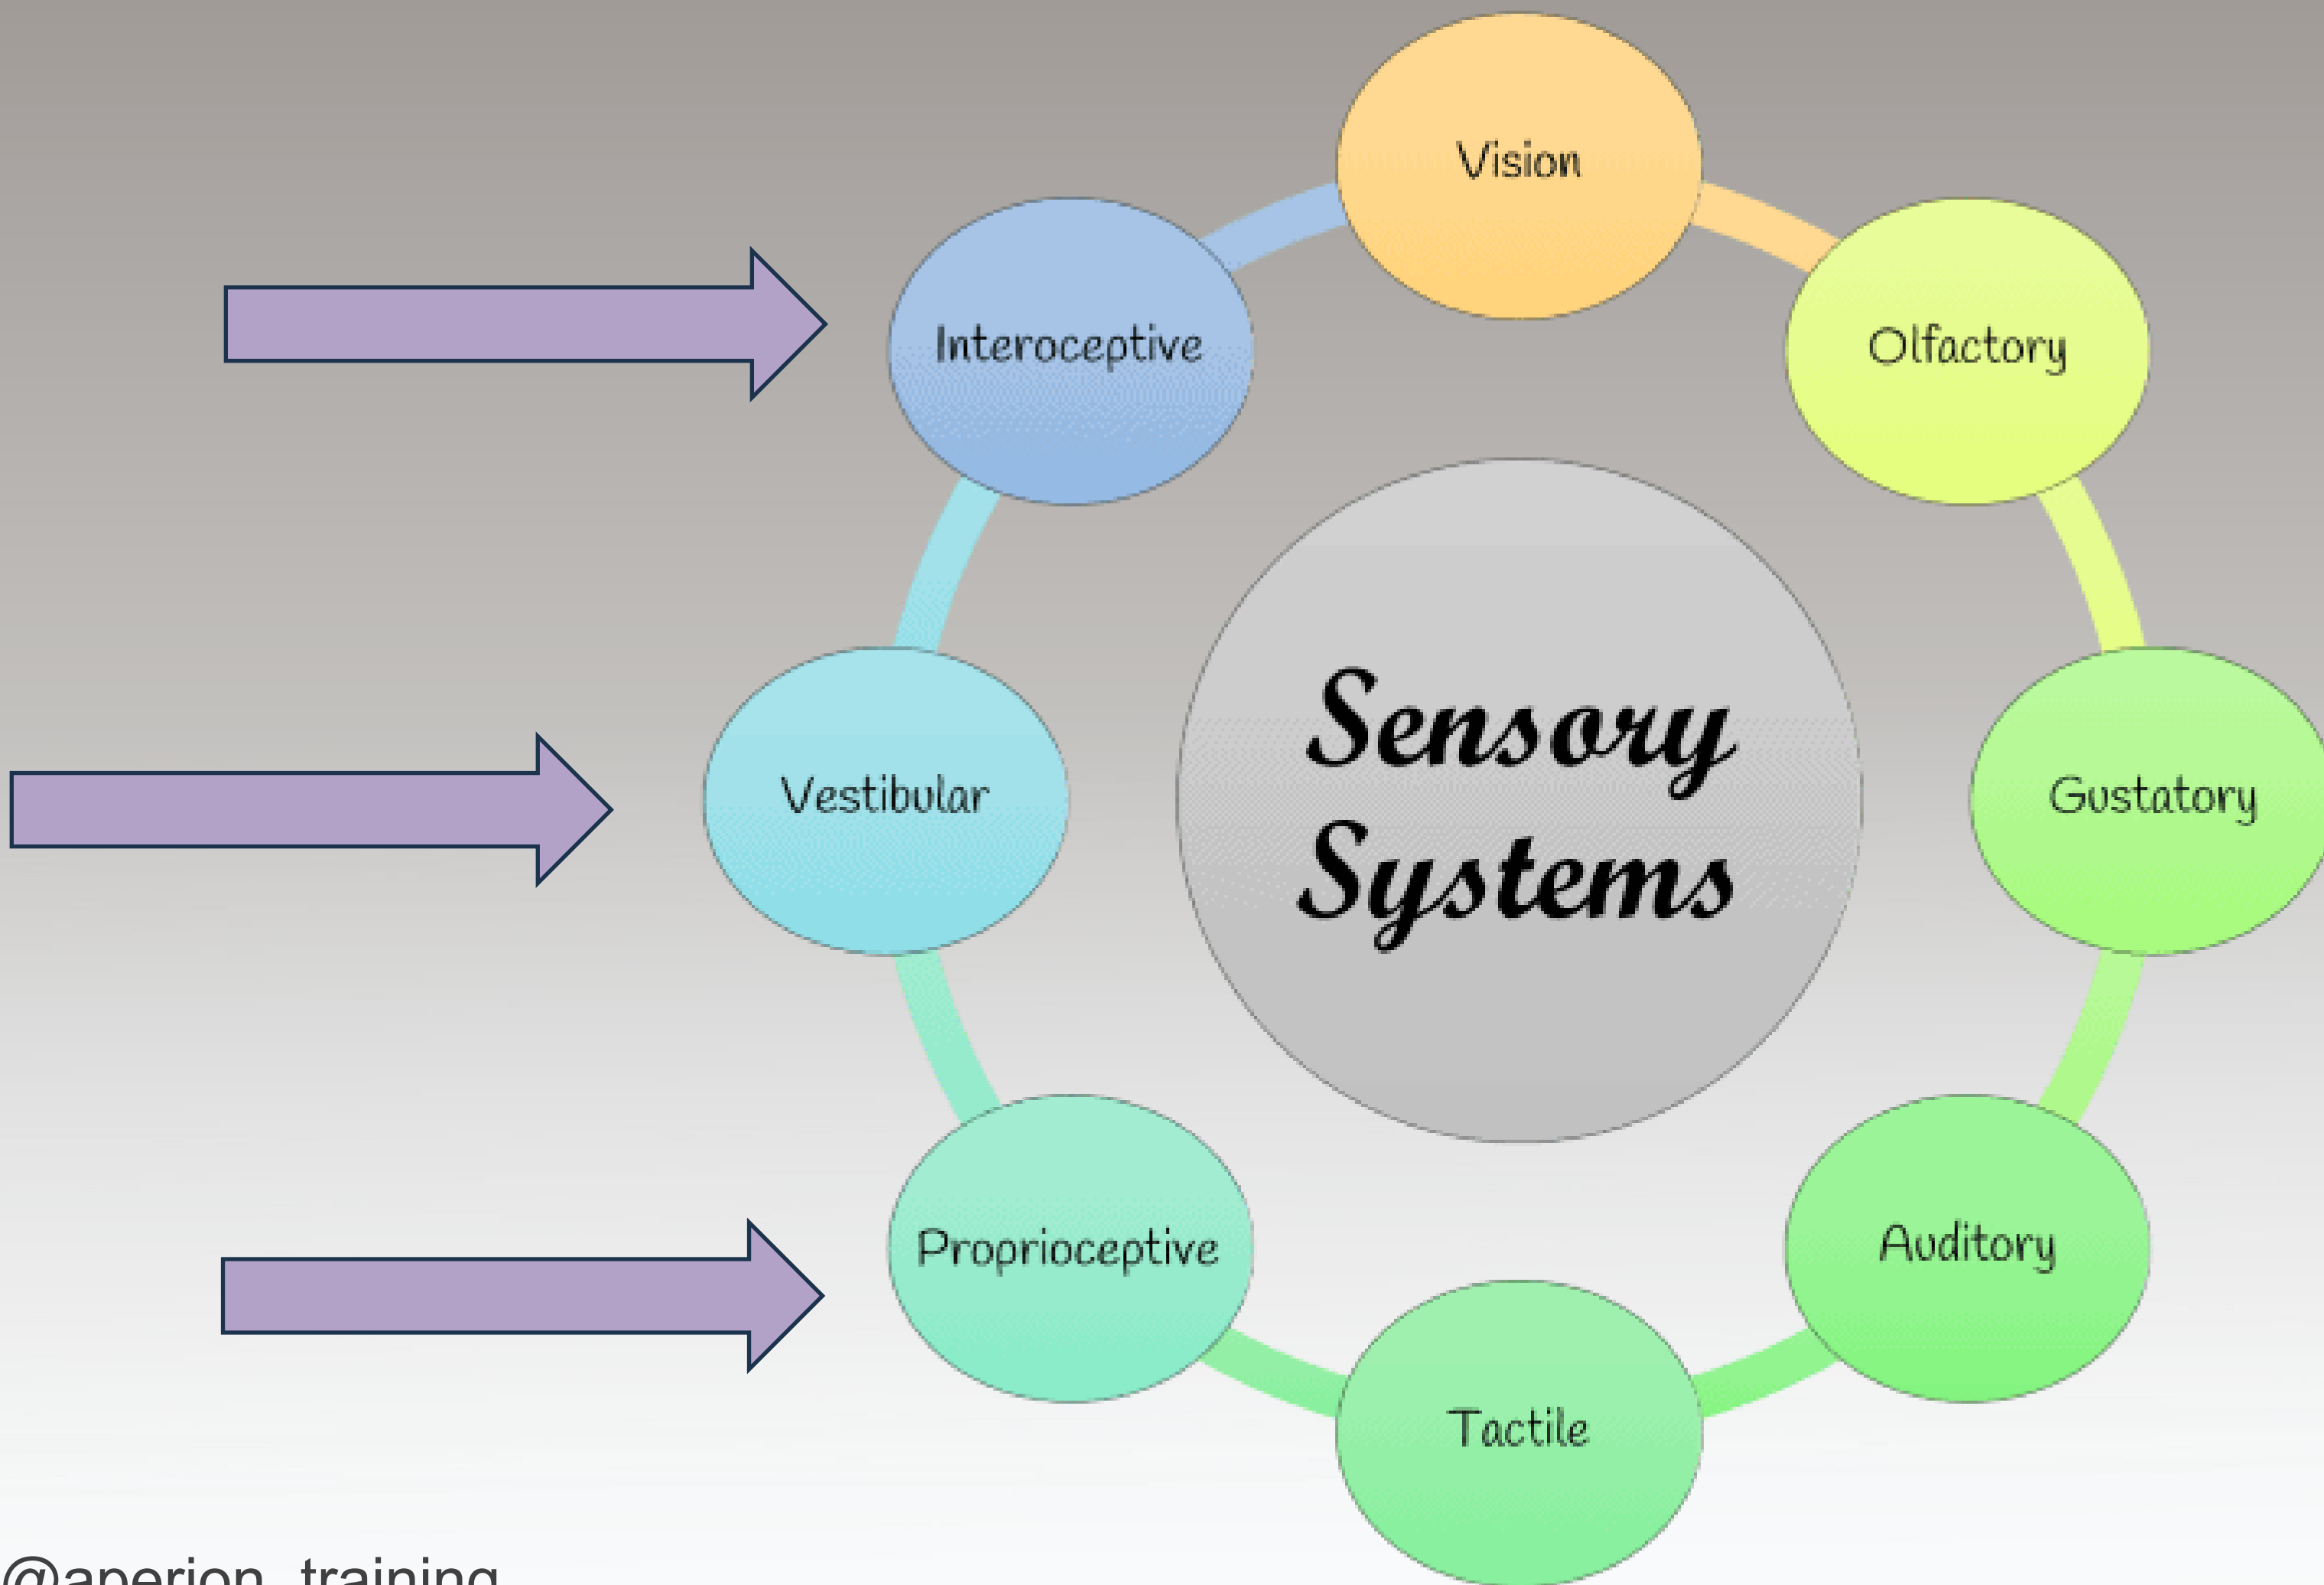 Vision
Interoceptive
Olfactory
Sensory
Systems
Vestibular
Gustatory
Proprioceptive
Auditory
Tactile
@aperion_training